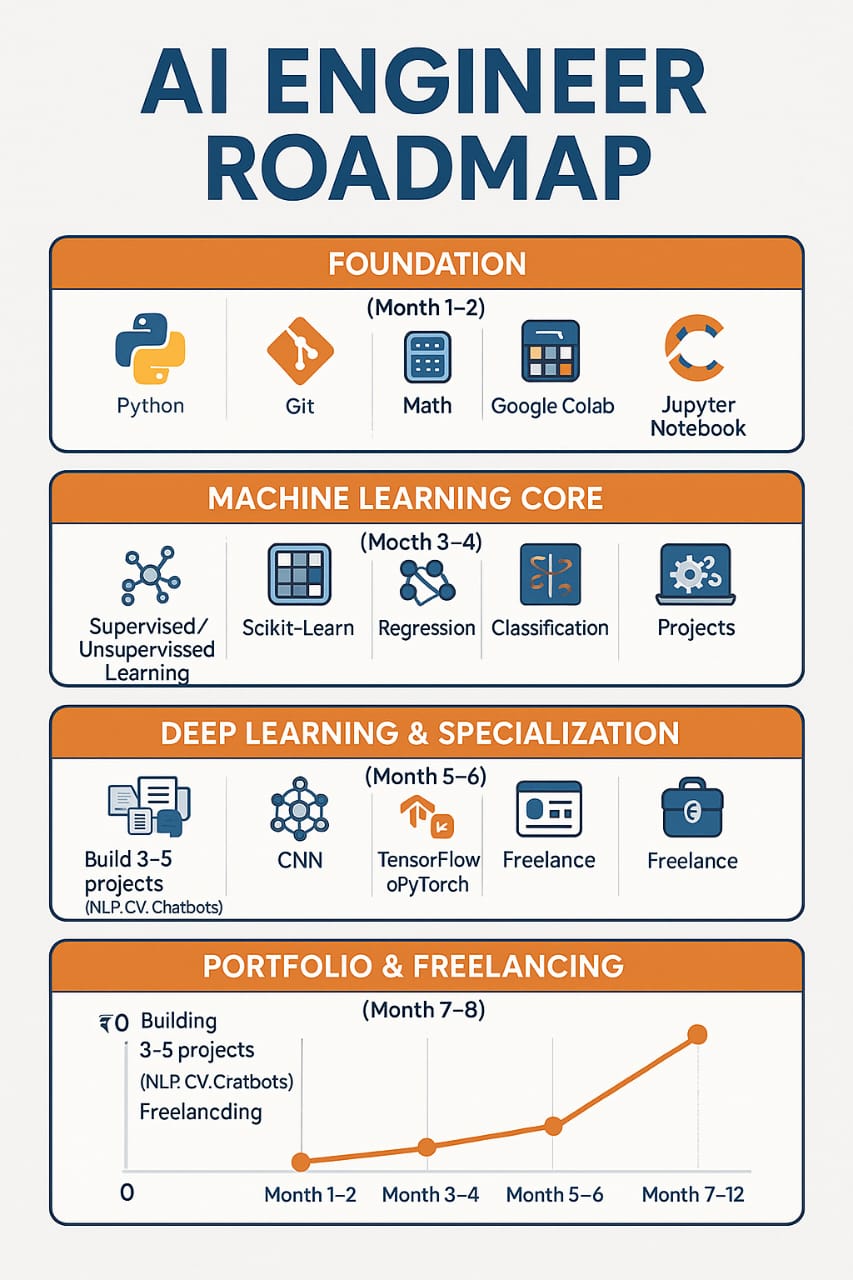 AI ENGINEER
ROADMAP
FOUNDATION
(Month 1–2)
Python
Git
Math
Google Colab
Jupyter
Notebook
MACHINE LEARNING CORE
(Mocth 3–4)
Supervised/
Unsupervissed
Learning
Scikit-Learn
Regression
Classification
Projects
DEEP LEARNING & SPECIALIZATION
(Month 5–6)
Build 3–5
projects
(NLP.CV. Chatbots)
CNN
TensorFlow
oPyTorch
Freelance
Freelance
PORTFOLIO & FREELANCING
(Month 7–8)
₹0 Building
3-5 projects
(NLP. CV.Cratbots)
Freelancding
0
Month 1–2
Month 3–4
Month 5–6
Month 7–12